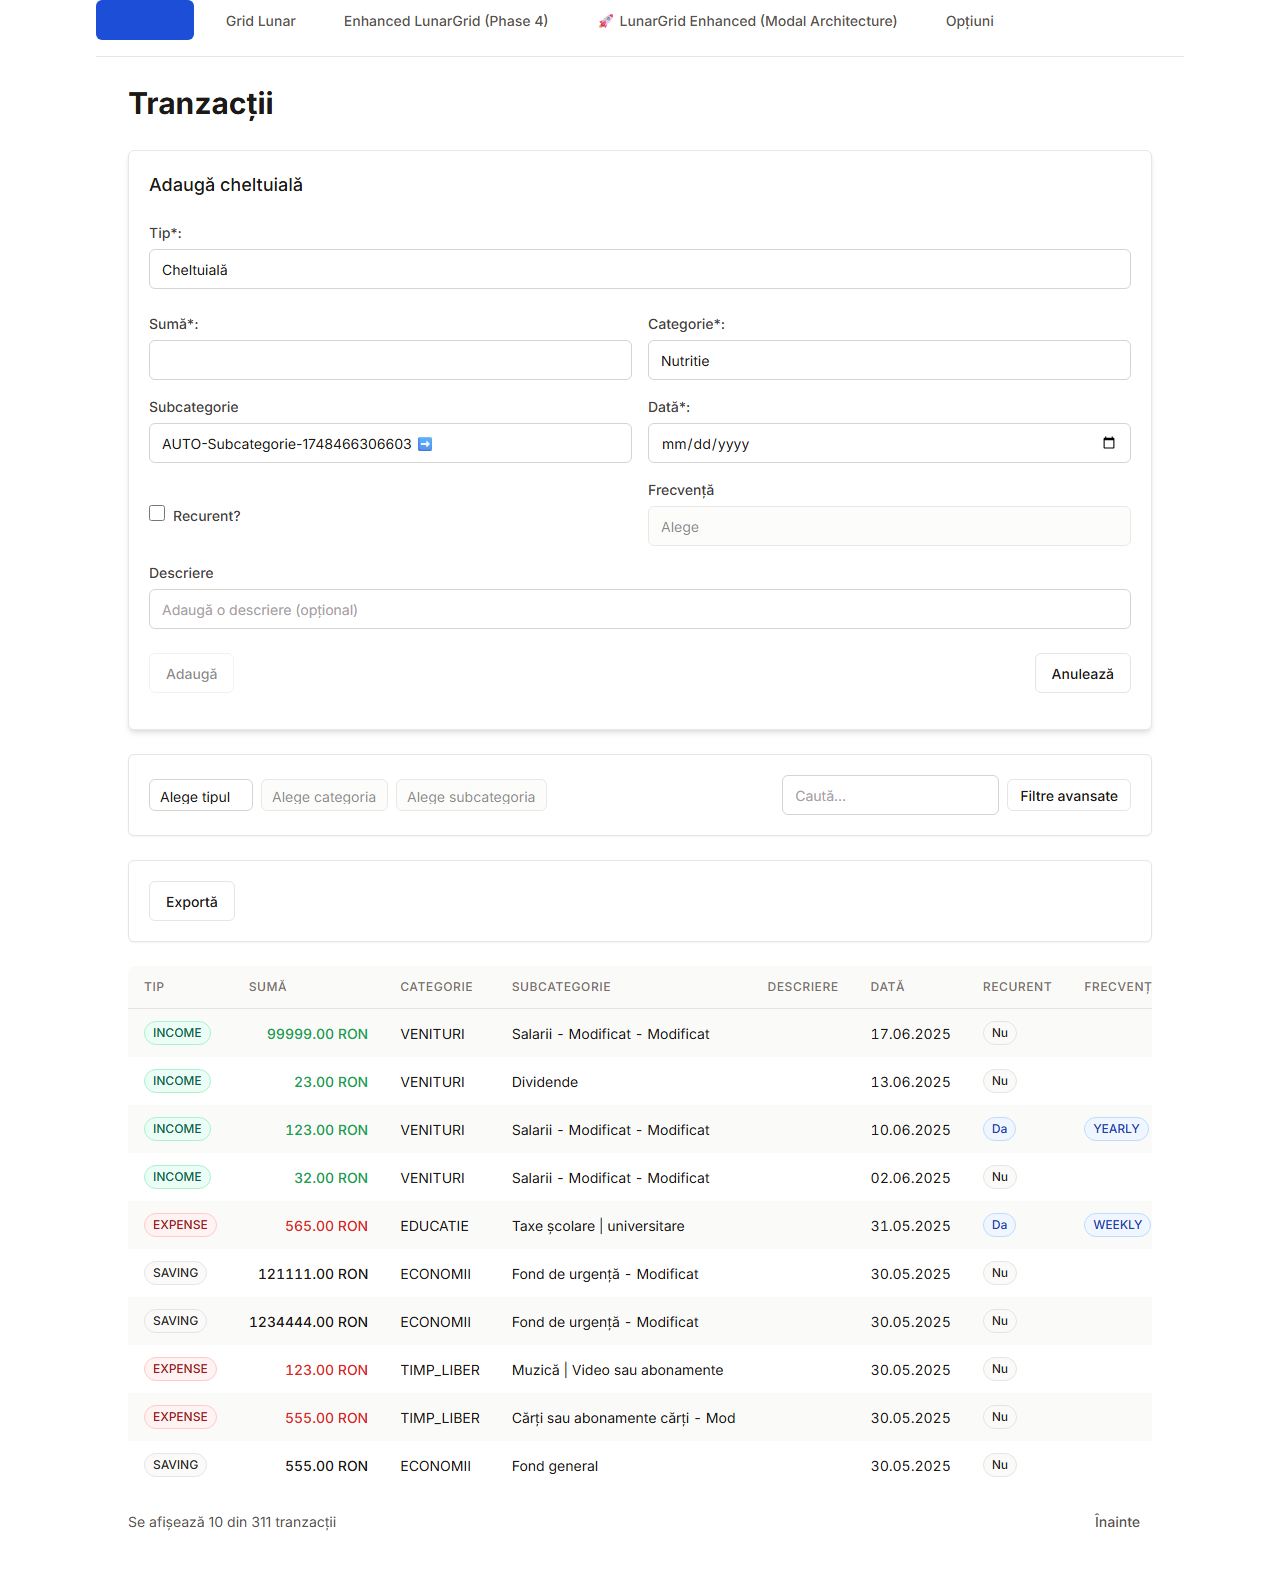 Grid Lunar Enhanced LunarGrid (Phase 4) 🚀 LunarGrid Enhanced (Modal Architecture) Opțiuni
Tranzacții
Adaugă cheltuială
Tip*:
Cheltuială
Sumă*: Categorie*:
Nutritie
Subcategorie Dată*:
AUTO-Subcategorie-1748466306603 ➡️ mm/dd/yyyy
Frecvență
Recurent?
Alege
Descriere
Adaugă o descriere (opțional)
Adaugă Anulează
Alege tipul Alege categoria Alege subcategoria Caută... Filtre avansate
Exportă
TIP SUMĂ CATEGORIE SUBCATEGORIE DESCRIERE DATĂ RECURENT FRECVENȚ
INCOME 99999.00 RON VENITURI Salarii - Modificat - Modificat 17.06.2025 Nu
INCOME 23.00 RON VENITURI Dividende 13.06.2025 Nu
INCOME 123.00 RON VENITURI Salarii - Modificat - Modificat 10.06.2025 Da YEARLY
INCOME 32.00 RON VENITURI Salarii - Modificat - Modificat 02.06.2025 Nu
EXPENSE 565.00 RON EDUCATIE Taxe școlare | universitare 31.05.2025 Da WEEKLY
SAVING 121111.00 RON ECONOMII Fond de urgență - Modificat 30.05.2025 Nu
SAVING 1234444.00 RON ECONOMII Fond de urgență - Modificat 30.05.2025 Nu
EXPENSE 123.00 RON TIMP_LIBER Muzică | Video sau abonamente 30.05.2025 Nu
EXPENSE 555.00 RON TIMP_LIBER Cărți sau abonamente cărți - Mod 30.05.2025 Nu
SAVING 555.00 RON ECONOMII Fond general 30.05.2025 Nu
Se afișează 10 din 311 tranzacții Înainte